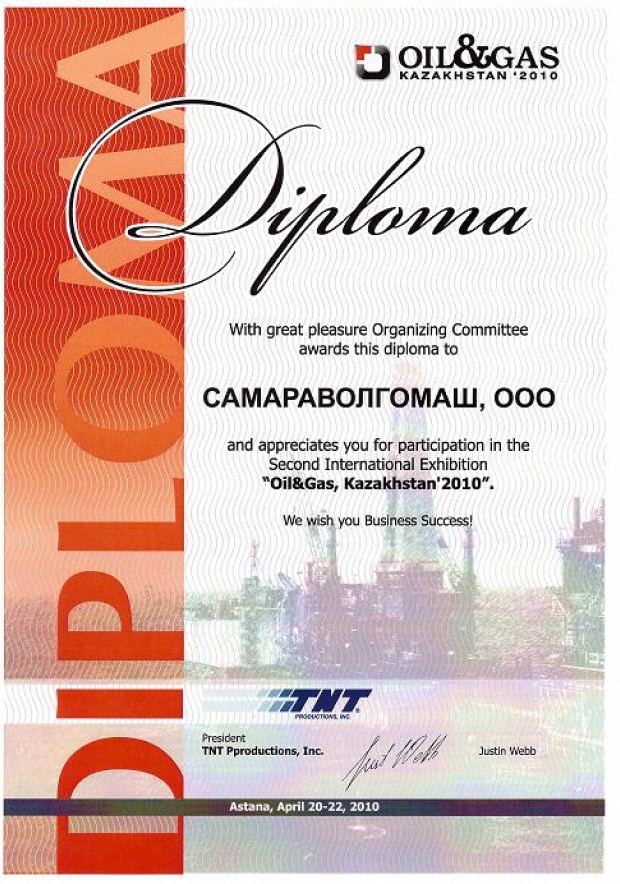 DIPLOMA
OIL&GAS
KAZAKHSTAN '2010
Diploma
With great pleasure Organizing Committee
awards this diploma to
САМАРАВОЛГОМАШ, ООО
and appreciates you for participation in the
Second International Exhibition
“Oil&Gas, Kazakhstan'2010”.
We wish you Business Success!
TNT®
PRODUCTIONS, INC.
President
TNT Pproductions, Inc.
Just Webb
Justin Webb
Astana, April 20-22, 2010